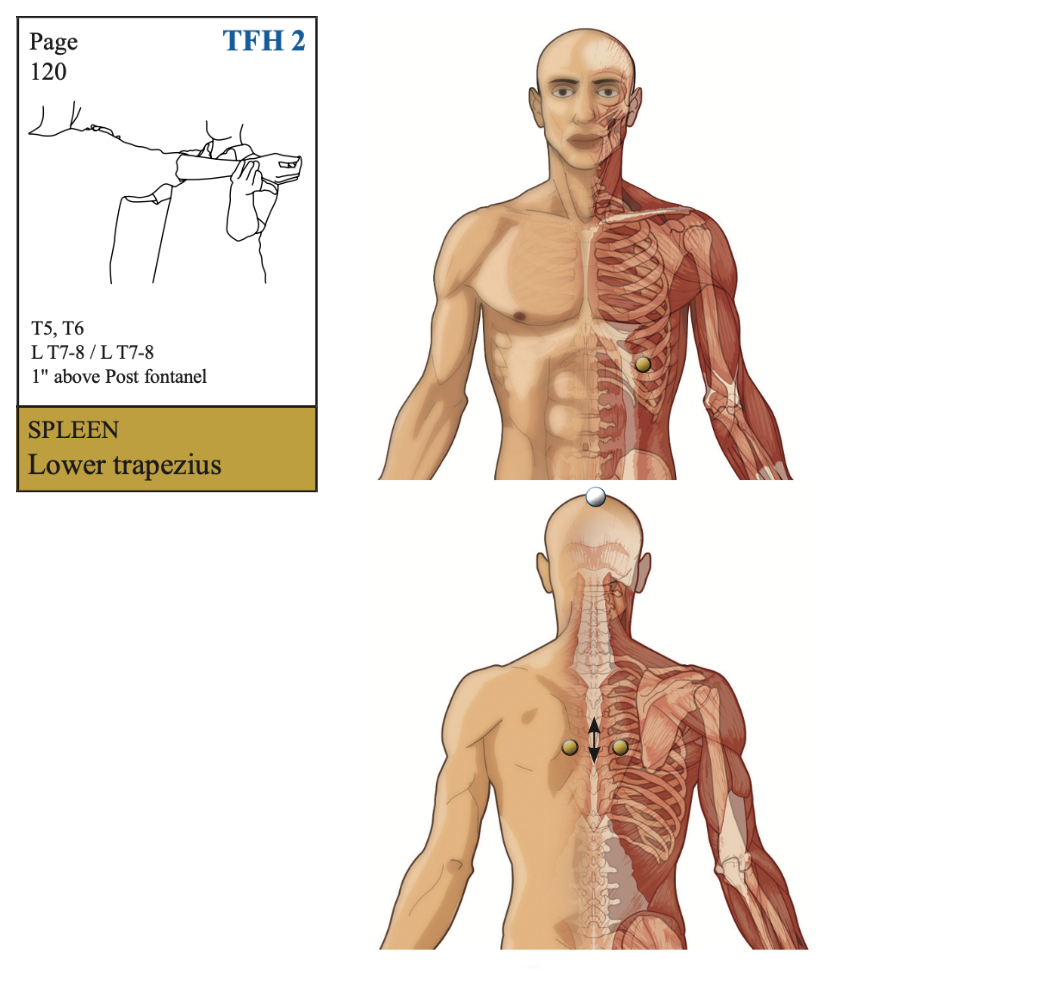 Page TFH 2
120
T5, T6
L T7-8 / L T7-8
1" above Post fontanel
SPLEEN
Lower trapezius